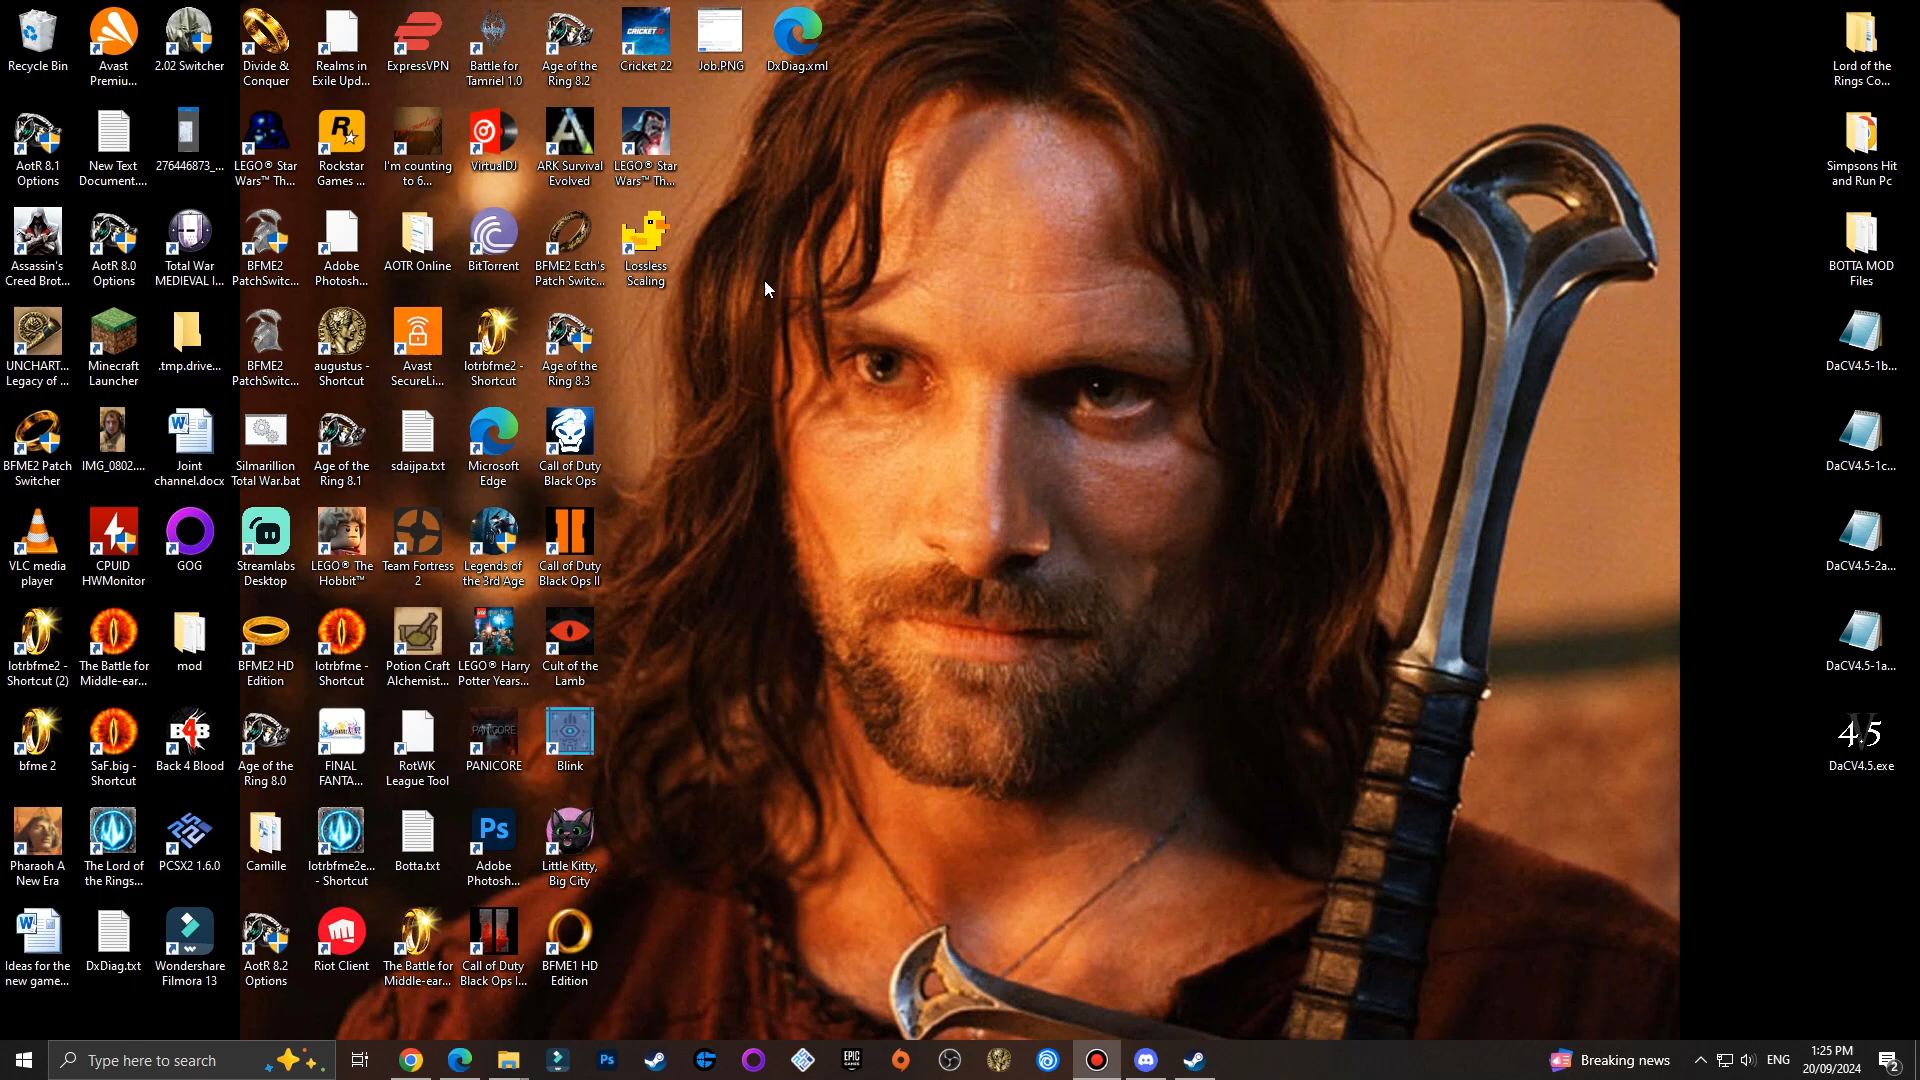 Recycle Bin
Avast
Premiu...
2.02 Switcher
Divide &
Conquer
Realms in
Exile Upd...
ExpressVPN
Battle for
Tamriel 1.0
Age of the
Ring 8.2
CRICKET 22
Cricket 22
Job.PNG
DxDiag.xml
Lord of the
Rings Co...
AotR 8.1
Options
New Text
Document....
276446873_...
LEGO® Star
Wars™ Th...
Rockstar
Games ...
I'm counting
to 6...
VirtualDJ
ARK Survival
Evolved
LEGO® Star
Wars™ Th...
Simpsons Hit
and Run Pc
Assassin's
Creed Brot...
AotR 8.0
Options
Total War
MEDIEVAL I...
BFME2
PatchSwitc...
Adobe
Photosh...
AOTR Online
BitTorrent
BFME2 Ecth's
Patch Switc...
Lossless
Scaling
BOTTA MOD
Files
UNCHART...
Legacy of ...
Minecraft
Launcher
.tmp.drive...
BFME2
PatchSwitc...
augustus -
Shortcut
Avast
SecureLi...
lotrbfme2 -
Shortcut
Age of the
Ring 8.3
DaCV4.5-1b...
BFME2 Patch
Switcher
IMG_0802....
Joint
channel.docx
Silmarillion
Total War.bat
Age of the
Ring 8.1
sdaijpa.txt
Microsoft
Edge
Call of Duty
Black Ops
DaCV4.5-1c...
VLC media
player
CPUID
HWMonitor
GOG
Streamlabs
Desktop
LEGO® The
Hobbit™
Team Fortress
2
Legends of
the 3rd Age
Call of Duty
Black Ops II
DaCV4.5-2a...
lotrbfme2 -
Shortcut (2)
The Battle for
Middle-ear...
mod
BFME2 HD
Edition
lotrbfme -
Shortcut
Potion Craft
Alchemist...
LEGO® Harry
Potter Years...
Cult of the
Lamb
DaCV4.5-1a...
bfme 2
SaF.big -
Shortcut
B4B
Back 4 Blood
Age of the
Ring 8.0
FINAL
FANTA...
RotWK
League Tool
PANICORE
PANICORE
Blink
4.5
DaCV4.5.exe
Pharaoh A
New Era
The Lord of
the Rings...
PCSX2 1.6.0
Camille
lotrbfme2e...
- Shortcut
Botta.txt
Ps
Adobe
Photosh...
Little Kitty,
Big City
Ideas for the
new game...
DxDiag.txt
Wondershare
Filmora 13
AotR 8.2
Options
Riot Client
The Battle for
Middle-ear...
Call of Duty
Black Ops I...
BFME1 HD
Edition
Type here to search
Ps
EPIC
GAMES
Breaking news
ENG
1:25 PM
20/09/2024
2